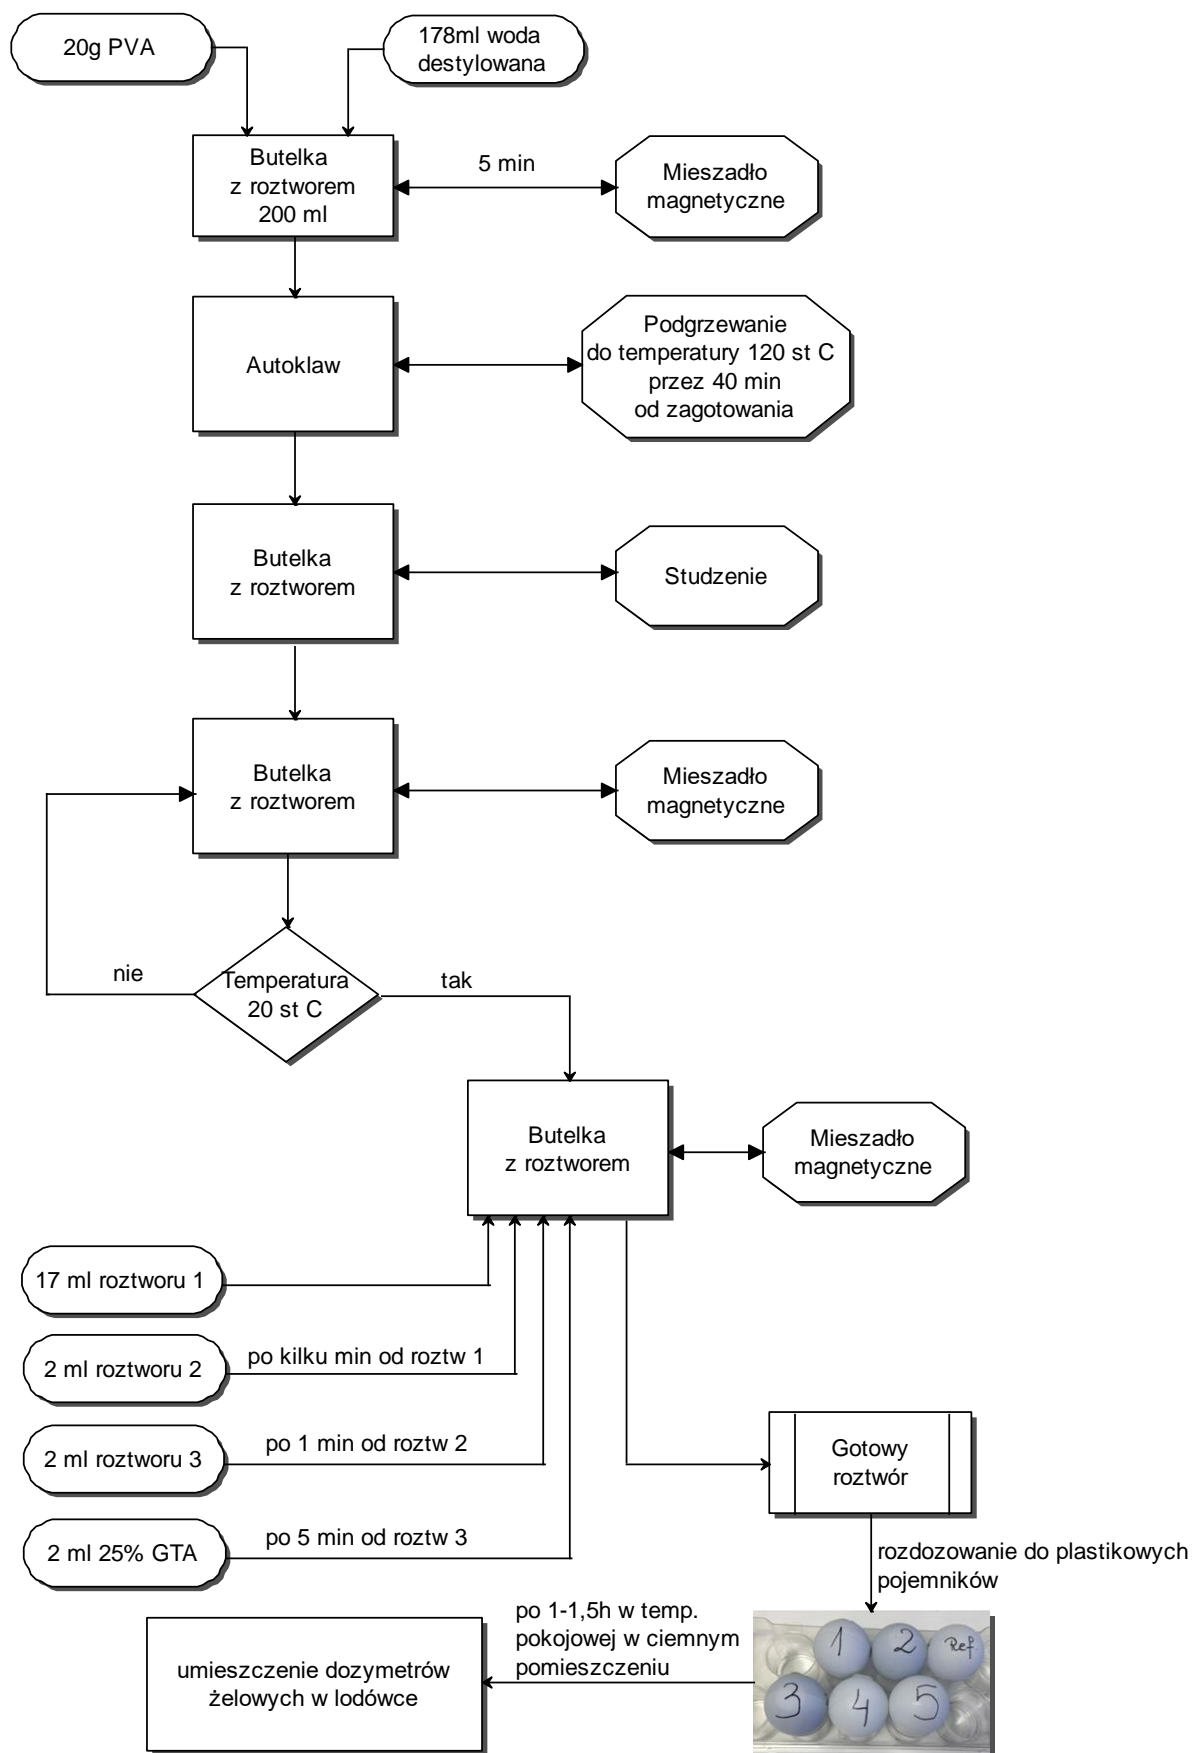 20g PVA
178ml woda
destylowana
Butelka
z roztworem
200 ml
5 min
Mieszadło
magnetyczne
Autoklaw
Podgrzewanie
do temperatury 120 st C
przez 40 min
od zagotowania
Butelka
z roztworem
Studzenie
Butelka
z roztworem
Mieszadło
magnetyczne
nie
Temperatura
20 st C
tak
Butelka
z roztworem
Mieszadło
magnetyczne
17 ml roztworu 1
2 ml roztworu 2
po kilku min od roztw 1
2 ml roztworu 3
po 1 min od roztw 2
2 ml 25% GTA
po 5 min od roztw 3
Gotowy
roztwór
rozdozowanie do plastikowych
pojemników
1 2 Ref
3 4 5
po 1-1,5h w temp.
pokojowej w ciemnym
pomieszczeniu
umieszczenie dozymetrów
żelowych w lodówce